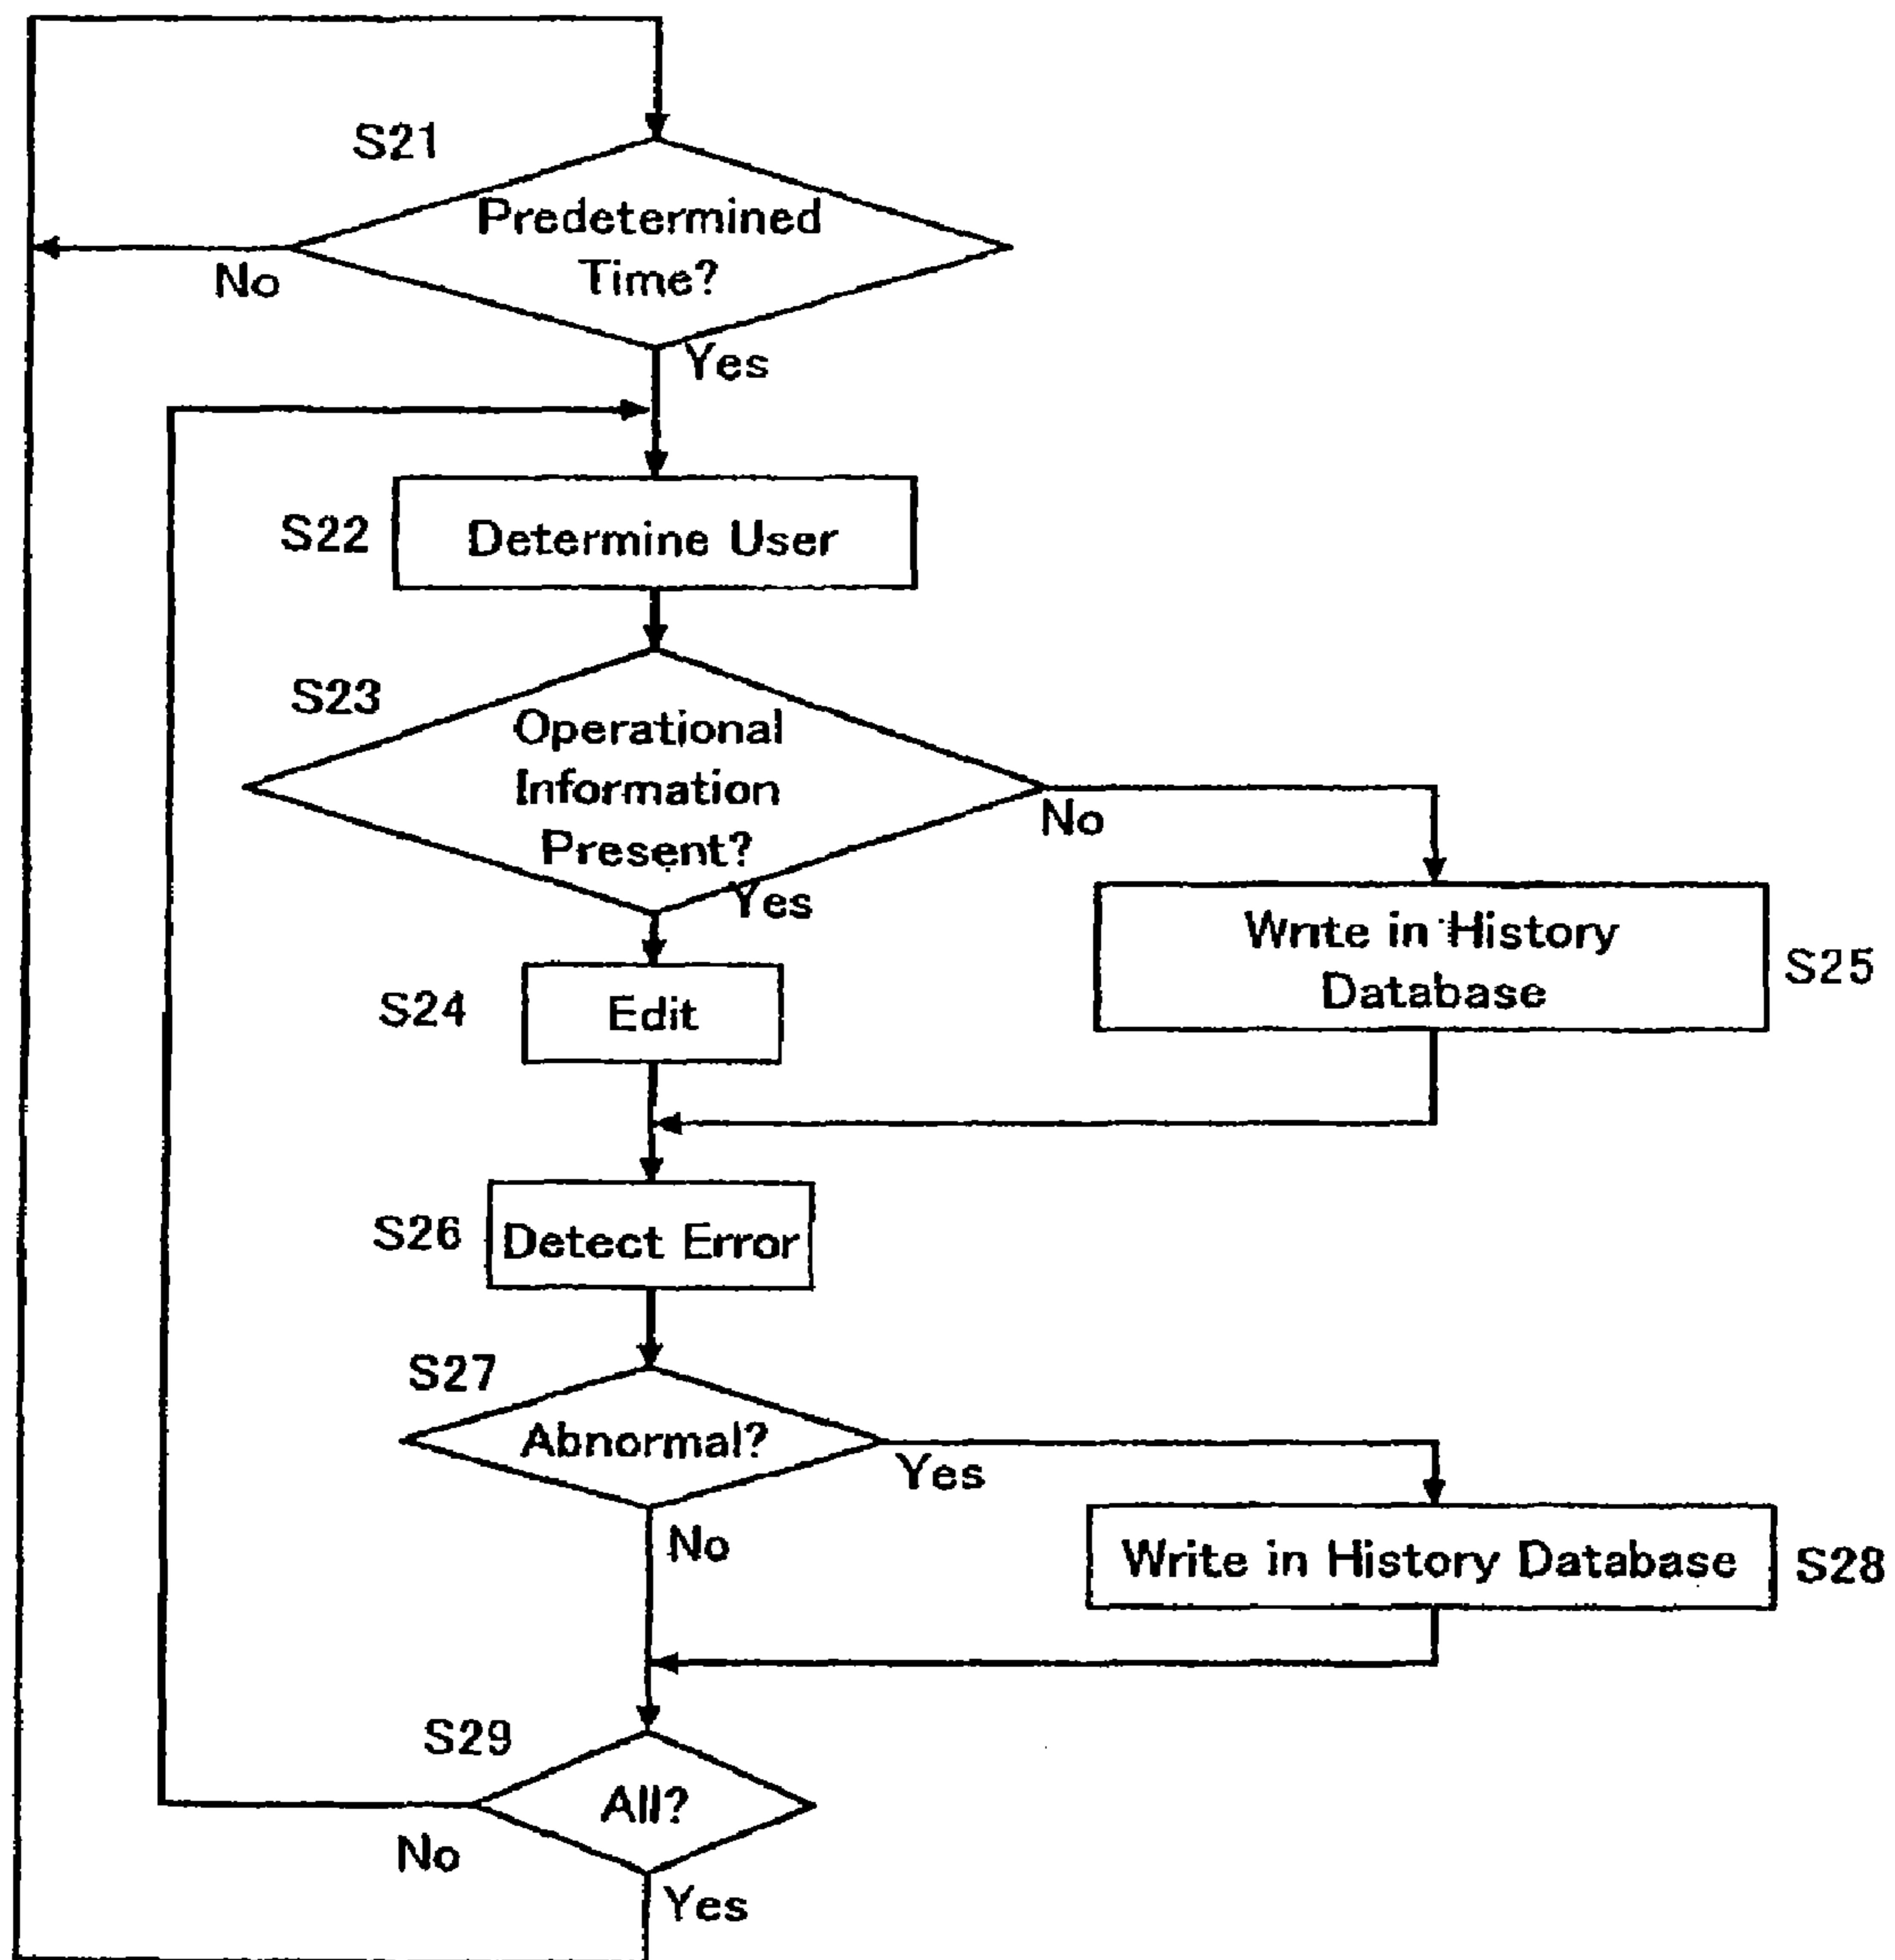 S21
Predetermined
Time?
No
Yes
S22
Determine User
S23
Operational
Information
Present?
No
Yes
Write in History
Database
S25
S24
Edit
S26
Detect Error
S27
Abnormal?
Yes
No
Write in History Database
S28
S29
All?
No
Yes